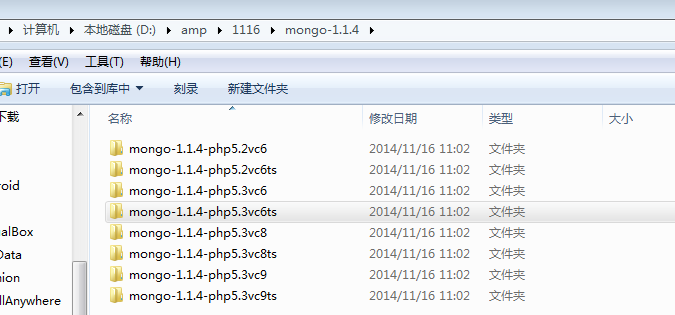 计算机 本地磁盘 (D:) amp 1116 mongo-1.1.4
(E) 查看(V) 工具(T) 帮助(H)
打开 包含到库中 刻录 新建文件夹
下载 名称 修改日期 类型 大小
mongo-1.1.4-php5.2vc6 2014/11/16 11:02 文件夹
mongo-1.1.4-php5.2vc6ts 2014/11/16 11:02 文件夹
roid mongo-1.1.4-php5.3vc6 2014/11/16 11:02 文件夹
mongo-1.1.4-php5.3vc6ts 2014/11/16 11:02 文件夹
alBox mongo-1.1.4-php5.3vc8 2014/11/16 11:02 文件夹
Data mongo-1.1.4-php5.3vc8ts 2014/11/16 11:02 文件夹
nion mongo-1.1.4-php5.3vc9 2014/11/16 11:02 文件夹
llAnywhere mongo-1.1.4-php5.3vc9ts 2014/11/16 11:02 文件夹